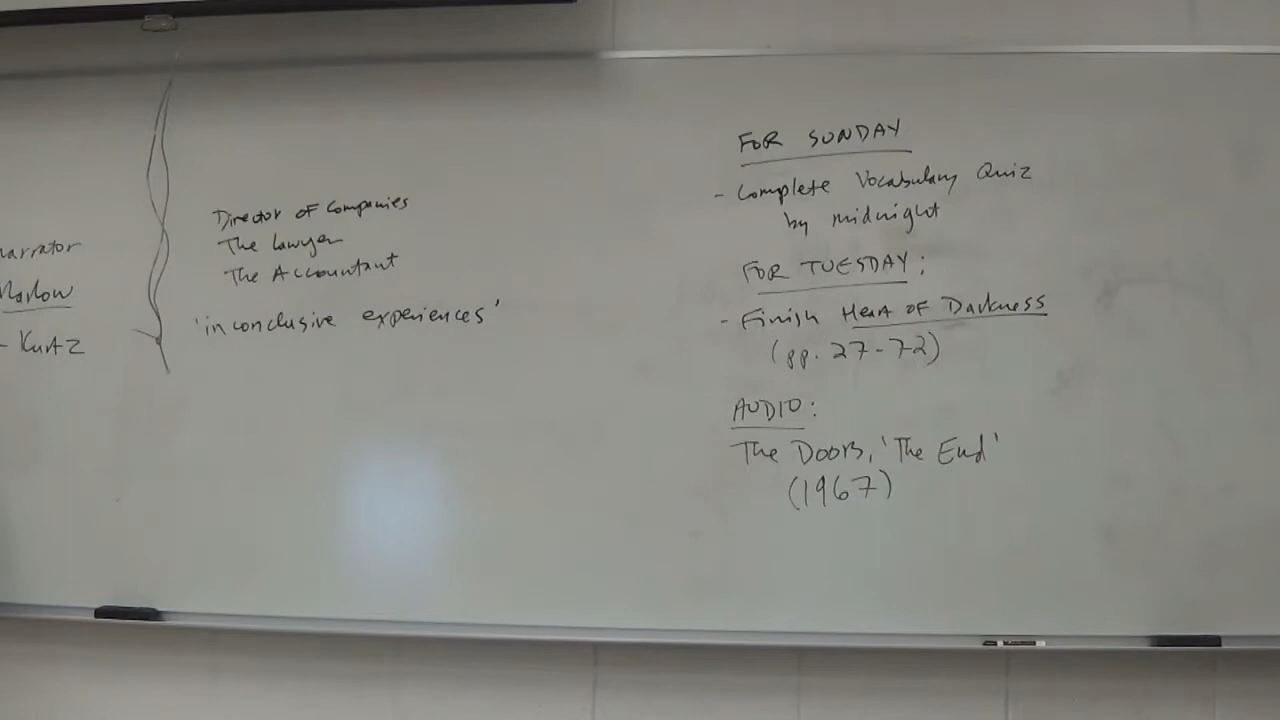 narrator
Marlow
- Kurtz
Director of Companies
The Lawyer
The Accountant
'inconclusive experiences'
FOR SUNDAY
- Complete Vocabulary Quiz
by midnight
FOR TUESDAY:
- Finish Heart of Darkness
(pp. 27-72)
AUDIO:
The Doors, 'The End'
(1967)